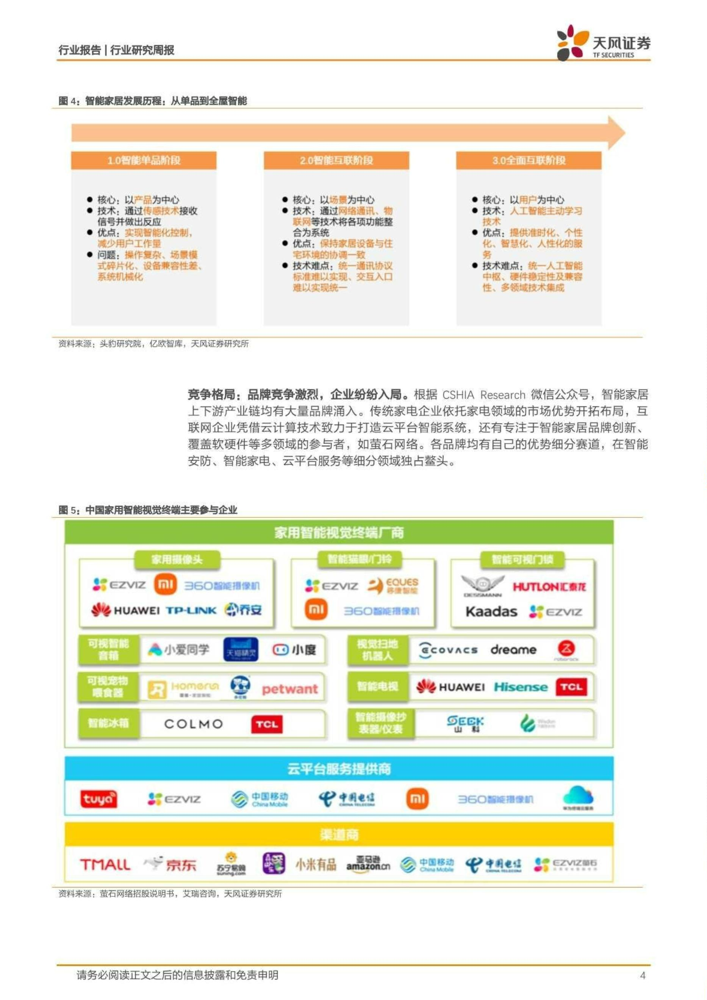 行业报告 | 行业研究周报
天风证券
TF SECURITIES
图 4：智能家居发展历程：从单品到全屋智能
1.0智能单品阶段
● 核心：以产品为中心
● 技术：通过传感技术接收
信号并做出反应
● 优点：实现智能化控制，
减少用户工作量
● 问题：操作复杂、场景模
式碎片化、设备兼容性差、
系统机械化
2.0智能互联阶段
● 核心：以场景为中心
● 技术：通过网络通讯、物
联网等技术将各项功能整
合为系统
● 优点：保持家居设备与住
宅环境的协调一致
● 技术难点：统一通讯协议
标准难以实现、交互入口
难以实现统一
3.0全面互联阶段
● 核心：以用户为中心
● 技术：人工智能主动学习
技术
● 优点：提供准时化、个性
化、智慧化、人性化的服
务
● 技术难点：统一人工智能
中枢、硬件稳定性及兼容
性、多领域技术集成
资料来源：头豹研究院，亿欧智库，天风证券研究所
竞争格局：品牌竞争激烈，企业纷纷入局。根据 CSHIA Research 微信公众号，智能家居
上下游产业链均有大量品牌涌入。传统家电企业依托家电领域的市场优势开拓布局，互
联网企业凭借云计算技术致力于打造云平台智能系统，还有专注于智能家居品牌创新、
覆盖软硬件等多领域的参与者，如萤石网络。各品牌均有自己的优势细分赛道，在智能
安防、智能家电、云平台服务等细分领域独占鳌头。
图 5：中国家用智能视觉终端主要参与企业
家用智能视觉终端厂商
家用摄像头
EZVIZ mi 360智能摄像机
HUAWEI TP-LINK 乔安
智能猫眼/门铃
EZVIZ EQUES
移康智能
mi 360智能摄像机
智能可视门锁
DESSMANN HUTLON汇泰龙
Kaadas EZVIZ
可视智能
音箱
小爱同学 天猫精灵 小度
视觉扫地
机器人
ecovacs dreame roborock
可视宠物
喂食器
Homerun petwant
智能电视
HUAWEI Hisense TCL
智能冰箱
COLMO TCL
智能摄像抄
表器/仪表
SECK
山科
云平台服务提供商
tuya EZVIZ 中国移动
China Mobile
中国电信
CHINA TELECOM
mi 360智能摄像机
华为终端云服务
渠道商
TMALL 京东 苏宁易购
suning.com
小米有品 亚马逊
amazon.cn
中国移动
China Mobile
中国电信
CHINA TELECOM
EZVIZ萤石
资料来源：萤石网络招股说明书，艾瑞咨询，天风证券研究所
请务必阅读正文之后的信息披露和免责申明
4